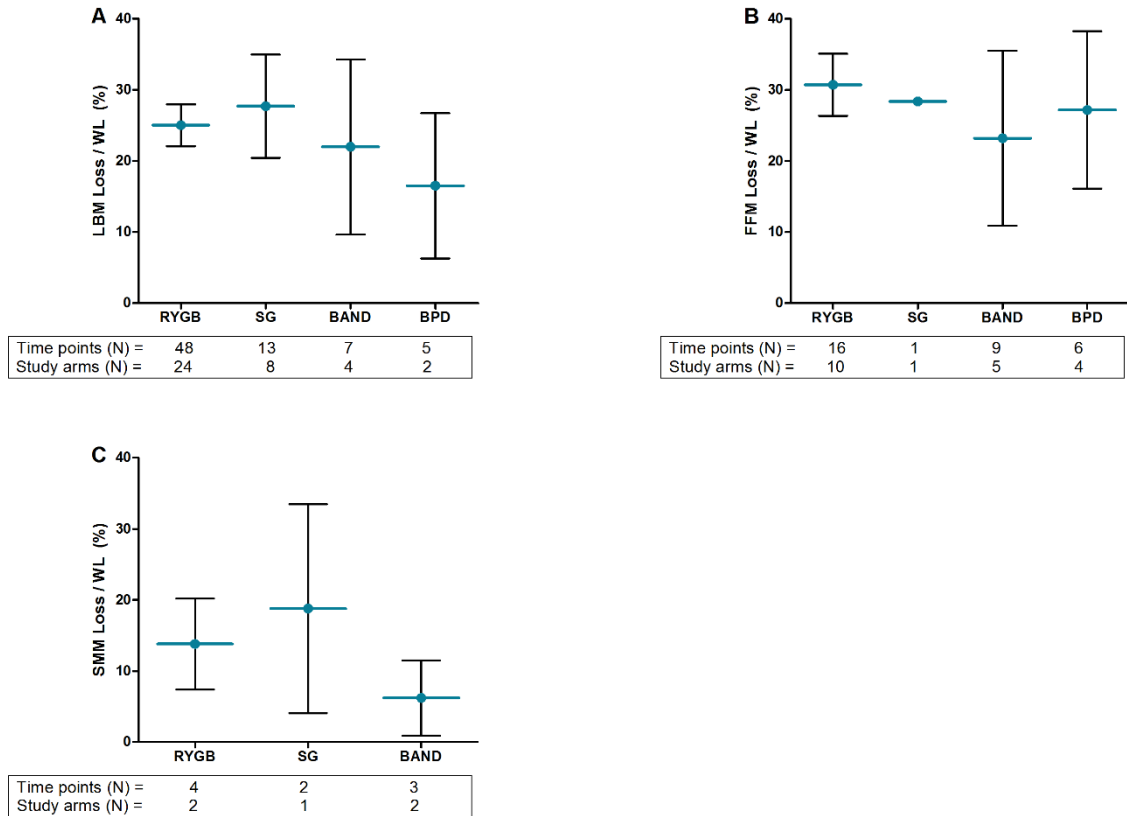 A
40
30
20
10
0
LBM Loss / WL (%)
RYGB SG BAND BPD
Time points (N) = 48 13 7 5
Study arms (N) = 24 8 4 2
B
40
30
20
10
0
FFM Loss / WL (%)
RYGB SG BAND BPD
Time points (N) = 16 1 9 6
Study arms (N) = 10 1 5 4
C
40
30
20
10
0
SMM Loss / WL (%)
RYGB SG BAND
Time points (N) = 4 2 3
Study arms (N) = 2 1 2